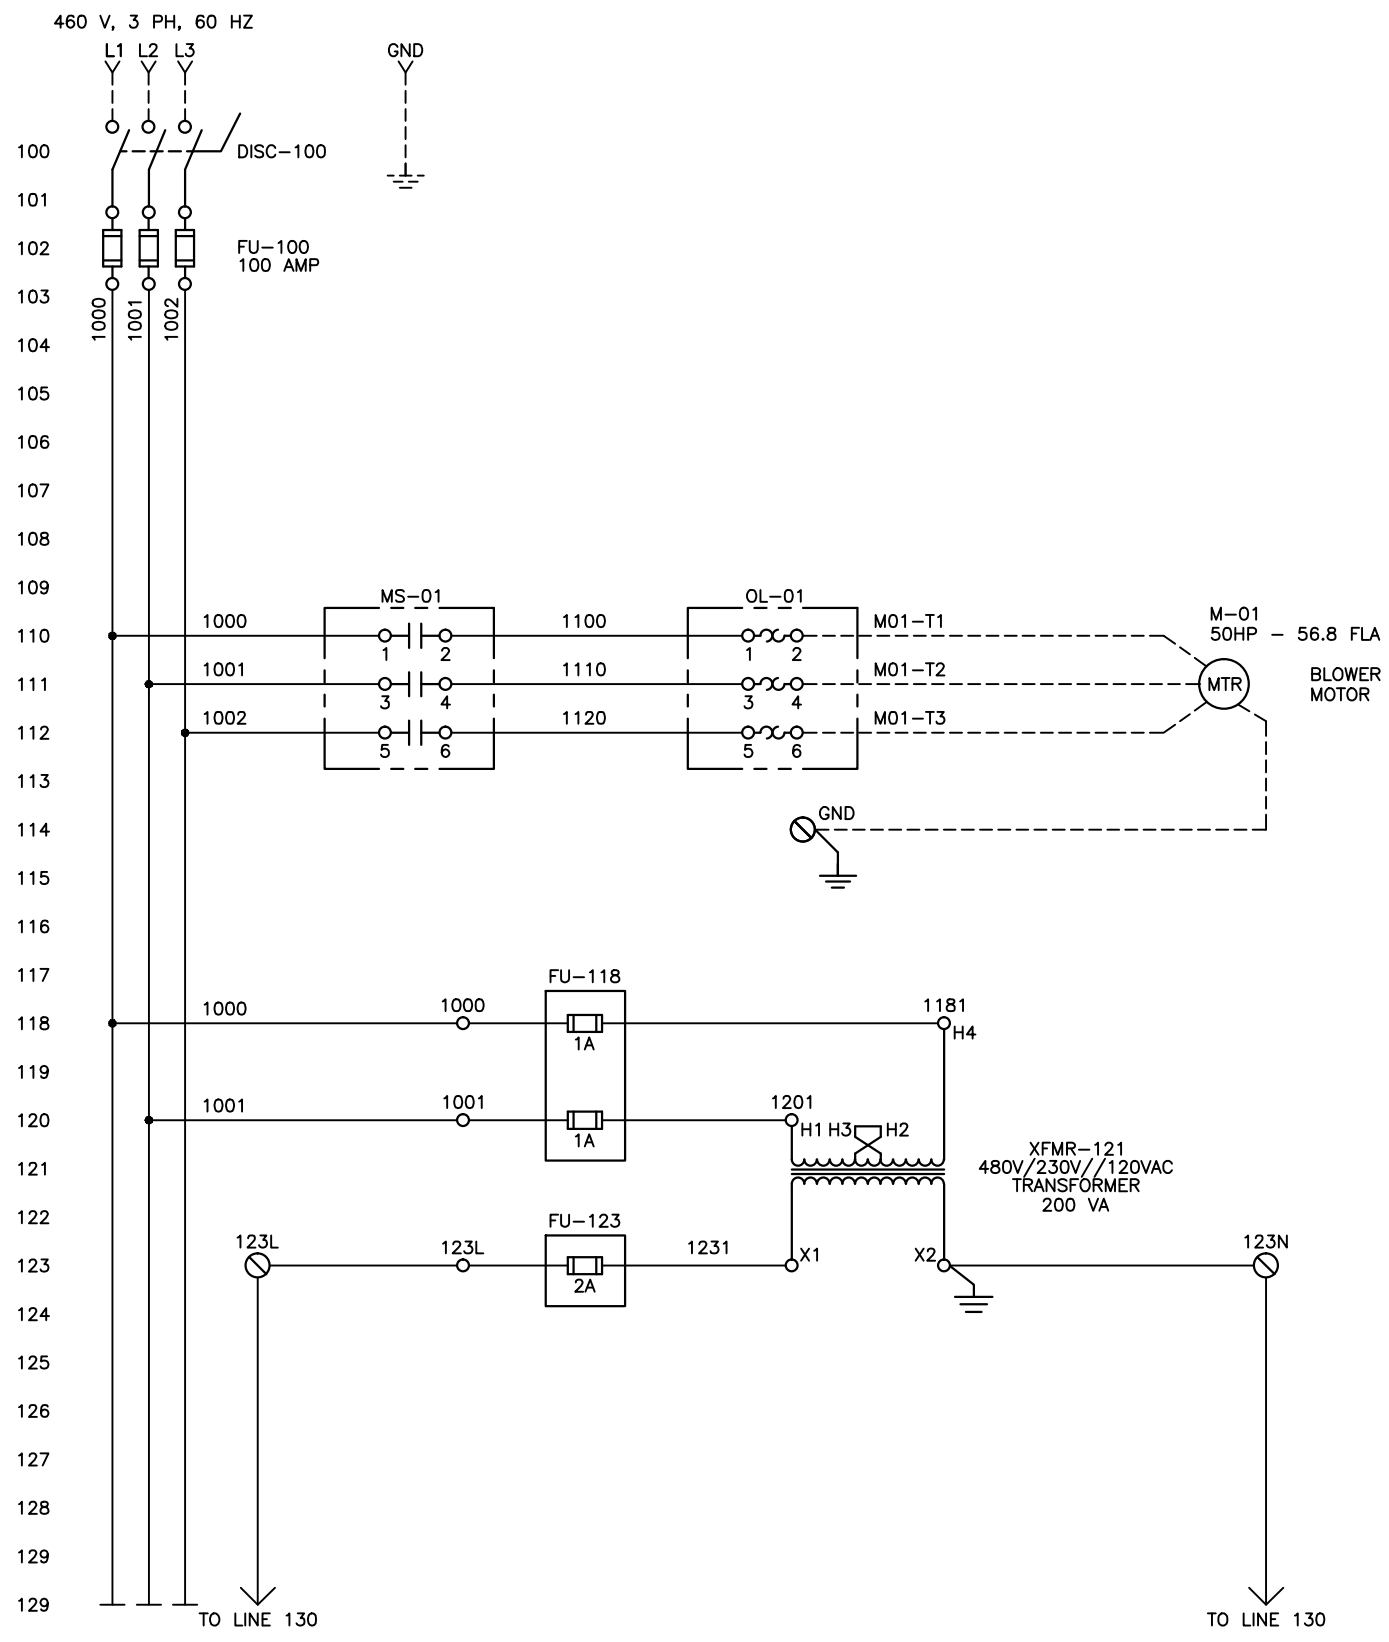 460 V, 3 PH, 60 HZ
L1 L2 L3 GND
100 DISC-100
101
102 FU-100
100 AMP
103
1000 1001 1002
104
105
106
107
108
109
MS-01 OL-01
M-01
50HP - 56.8 FLA
110 1000 1100 M01-T1
1 2 1 2
BLOWER
MOTOR
111 1001 1110 M01-T2 MTR
3 4 3 4
112 1002 1120 M01-T3
5 6 5 6
113
GND
114
115
116
117 FU-118
118 1000 1000 1181
1A H4
119
120 1001 1001 1201
1A H1 H3 H2
XFMR-121
121 480V/230V//120VAC
TRANSFORMER
200 VA
122 FU-123
123L 123L 1231 X1 X2 123N
123
2A
124
125
126
127
128
129
129
TO LINE 130 TO LINE 130